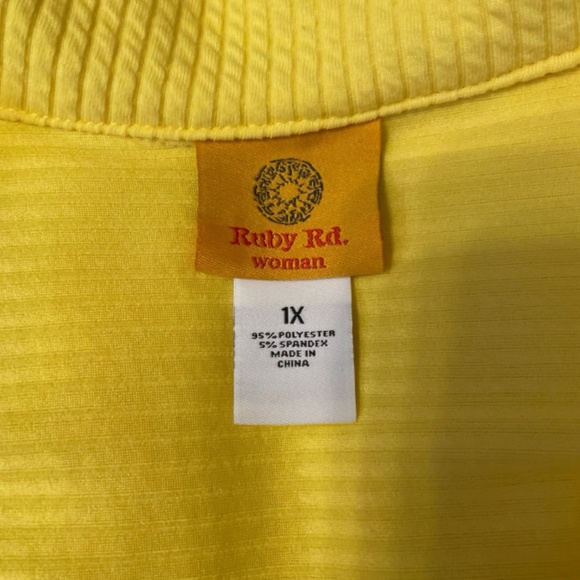 Ruby Rd.
woman
1X
95% POLYESTER
5% SPANDEX
MADE IN
CHINA